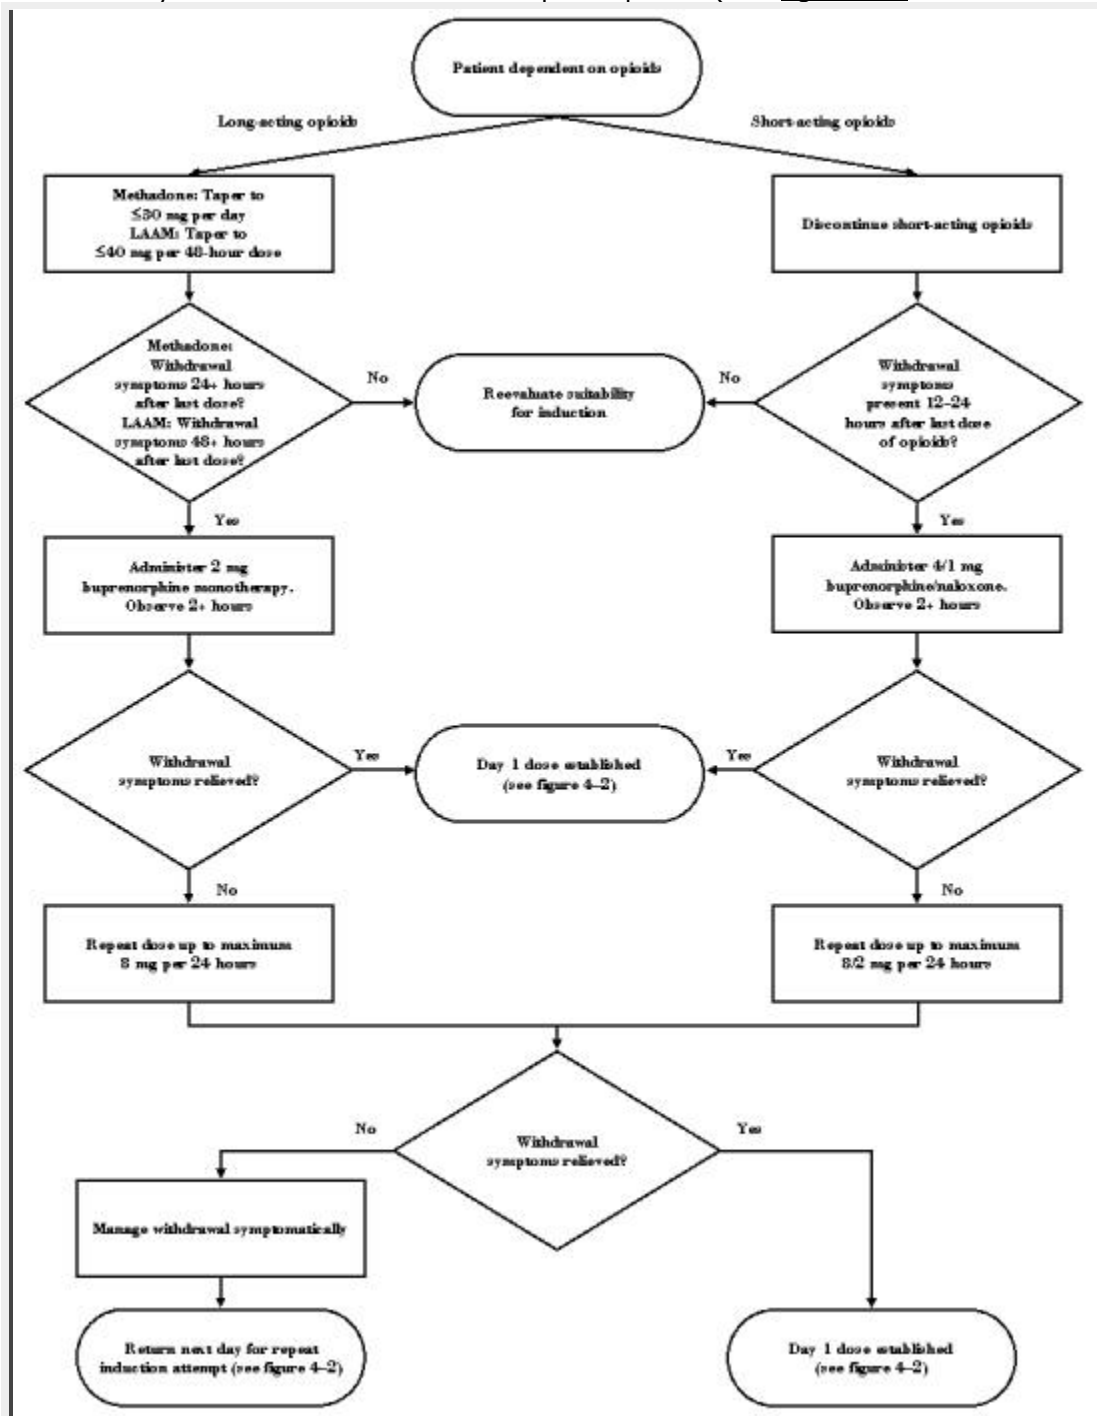 Patient dependent on opioids
Long-acting opioids
Short-acting opioids
Methadone: Taper to
≤30 mg per day
LAAM: Taper to
≤40 mg per 48-hour dose
Discontinue short-acting opioids
Methadone:
Withdrawal
symptoms 24+ hours
after last dose?
LAAM: Withdrawal
symptoms 48+ hours
after last dose?
No
Reevaluate suitability
for induction
No
Withdrawal
symptoms
present 12–24
hours after last dose
of opioids?
Yes
Yes
Administer 2 mg
buprenorphine monotherapy.
Observe 2+ hours
Administer 4/1 mg
buprenorphine/naloxone.
Observe 2+ hours
Withdrawal
symptoms relieved?
Yes
Day 1 dose established
(see figure 4–2)
Yes
Withdrawal
symptoms relieved?
No
No
Repeat dose up to maximum
8 mg per 24 hours
Repeat dose up to maximum
8/2 mg per 24 hours
No
Withdrawal
symptoms relieved?
Yes
Manage withdrawal symptomatically
Return next day for repeat
induction attempt (see figure 4–2)
Day 1 dose established
(see figure 4–2)